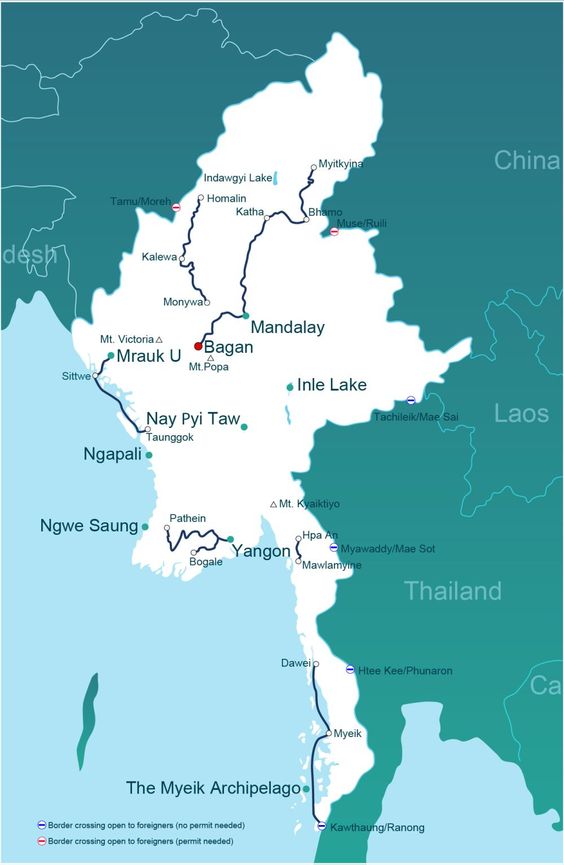 China
Myitkyina
Indawgyi Lake
Tamu/Moreh
Homalin
Katha
Bhamo
Muse/Ruili
desh
Kalewa
Monywa
Mandalay
Mt. Victoria
Bagan
Mrauk U
Mt.Popa
Sittwe
Inle Lake
Tachileik/Mae Sai
Laos
Nay Pyi Taw
Taunggok
Ngapali
Mt. Kyaiktiyo
Pathein
Ngwe Saung
Hpa An
Yangon
Myawaddy/Mae Sot
Bogale
Mawlamyine
Thailand
Dawei
Htee Kee/Phunaron
Ca
Myeik
The Myeik Archipelago
Border crossing open to foreigners (no permit needed)
Kawthaung/Ranong
Border crossing open to foreigners (permit needed)